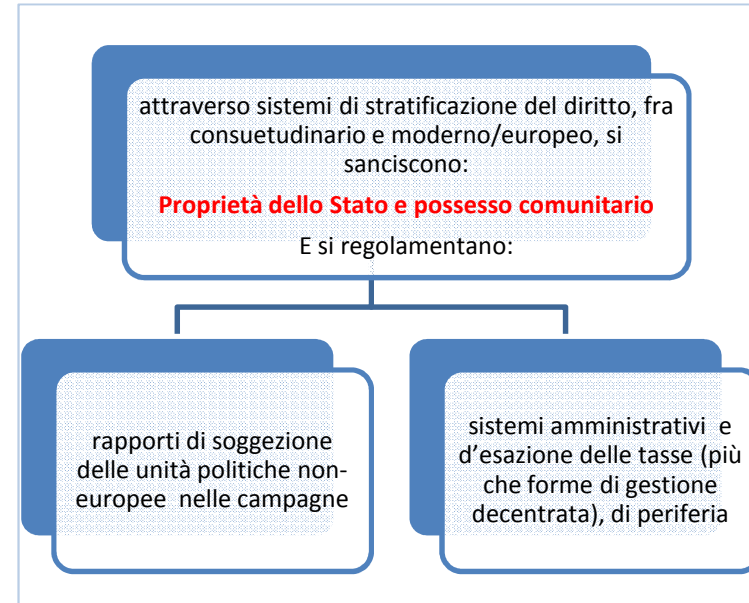 attraverso sistemi di stratificazione del diritto, fra
consuetudinario e moderno/europeo, si
sanciscono:
Proprietà dello Stato e possesso comunitario
E si regolamentano:
rapporti di soggezione
delle unità politiche non-
europee nelle campagne
sistemi amministrativi e
d'esazione delle tasse (più
che forme di gestione
decentrata), di periferia